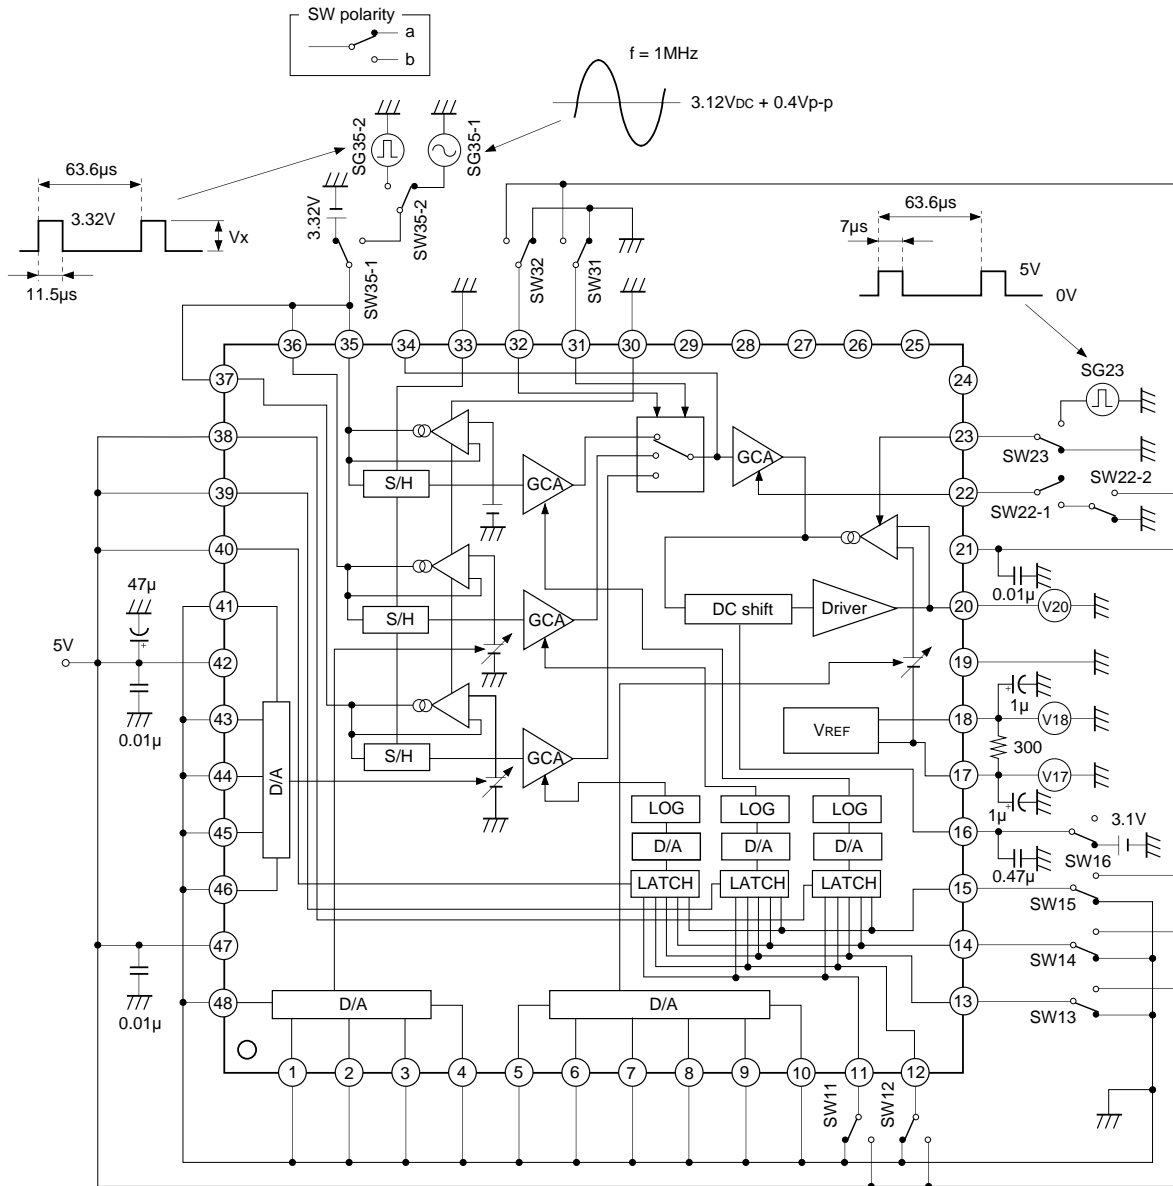 SW polarity
a
b
f = 1MHz
3.12VDC + 0.4Vp-p
SG35-2
SG35-1
63.6µs
3.32V
Vx
11.5µs
3.32V
SW35-2
SW35-1
SW32
SW31
63.6µs
7µs
5V
0V
SG23
36
35
34
33
32
31
30
29
28
27
26
25
37
24
38
23
SW23
39
22
SW22-2
SW22-1
40
21
0.01µ
41
20
V20
42
19
43
18
V18
1µ
300
44
17
V17
1µ
45
16
3.1V
SW16
0.47µ
46
15
SW15
47
14
SW14
48
13
SW13
47µ
+
5V
0.01µ
0.01µ
S/H
GCA
GCA
S/H
GCA
DC shift
Driver
S/H
GCA
VREF
+
+
D/A
LOG
LOG
LOG
D/A
D/A
D/A
LATCH
LATCH
LATCH
D/A
D/A
1
2
3
4
5
6
7
8
9
10
11
12
SW11
SW12